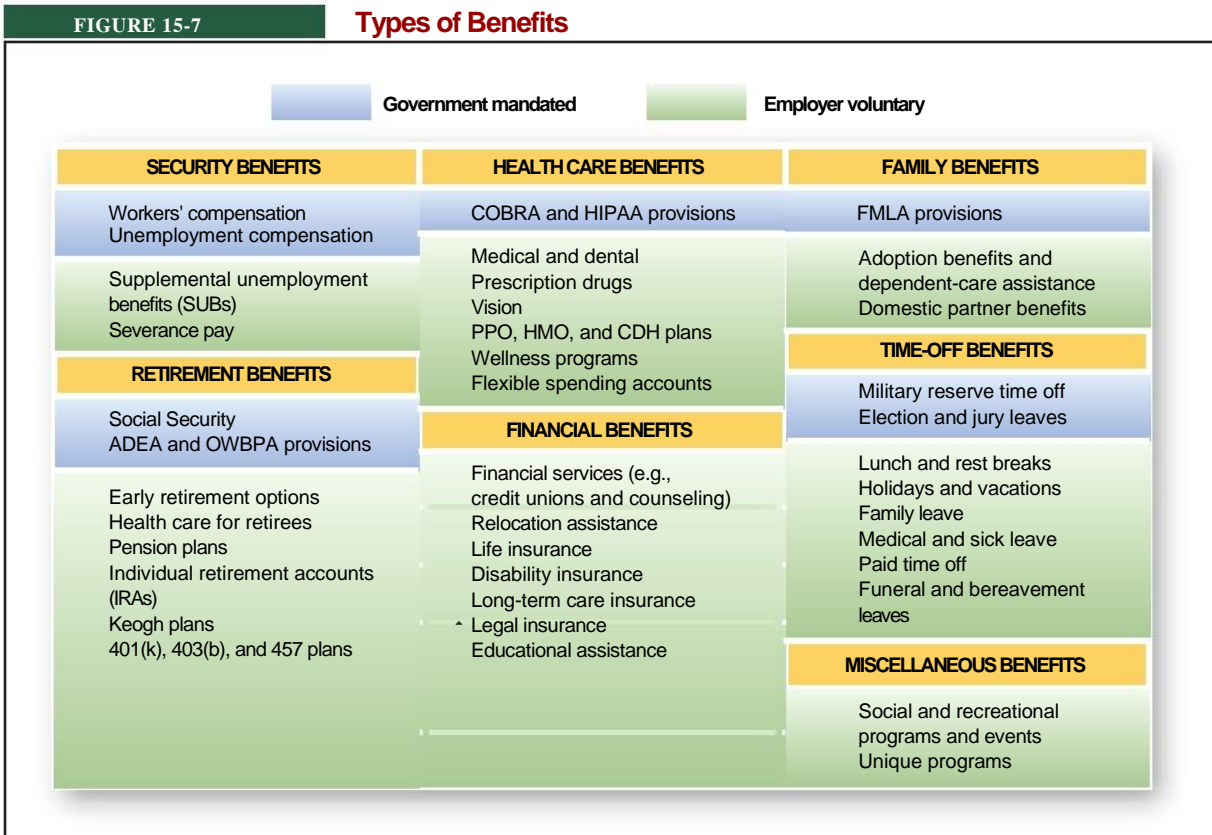 FIGURE 15-7
Types of Benefits
Government mandated
Employer voluntary
SECURITY BENEFITS
Workers' compensation
Unemployment compensation
Supplemental unemployment
benefits (SUBs)
Severance pay
RETIREMENT BENEFITS
Social Security
ADEA and OWBPA provisions
Early retirement options
Health care for retirees
Pension plans
Individual retirement accounts
(IRAs)
Keogh plans
401(k), 403(b), and 457 plans
HEALTH CARE BENEFITS
COBRA and HIPAA provisions
Medical and dental
Prescription drugs
Vision
PPO, HMO, and CDH plans
Wellness programs
Flexible spending accounts
FINANCIAL BENEFITS
Financial services (e.g.,
credit unions and counseling)
Relocation assistance
Life insurance
Disability insurance
Long-term care insurance
Legal insurance
Educational assistance
FAMILY BENEFITS
FMLA provisions
Adoption benefits and
dependent-care assistance
Domestic partner benefits
TIME-OFF BENEFITS
Military reserve time off
Election and jury leaves
Lunch and rest breaks
Holidays and vacations
Family leave
Medical and sick leave
Paid time off
Funeral and bereavement
leaves
MISCELLANEOUS BENEFITS
Social and recreational
programs and events
Unique programs